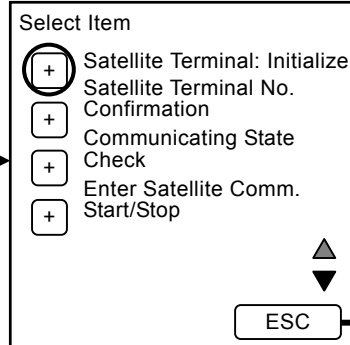 Select Item
+ Satellite Terminal: Initialize
Satellite Terminal No.
+ Confirmation
Communicating State
+ Check
Enter Satellite Comm.
+ Start/Stop
ESC